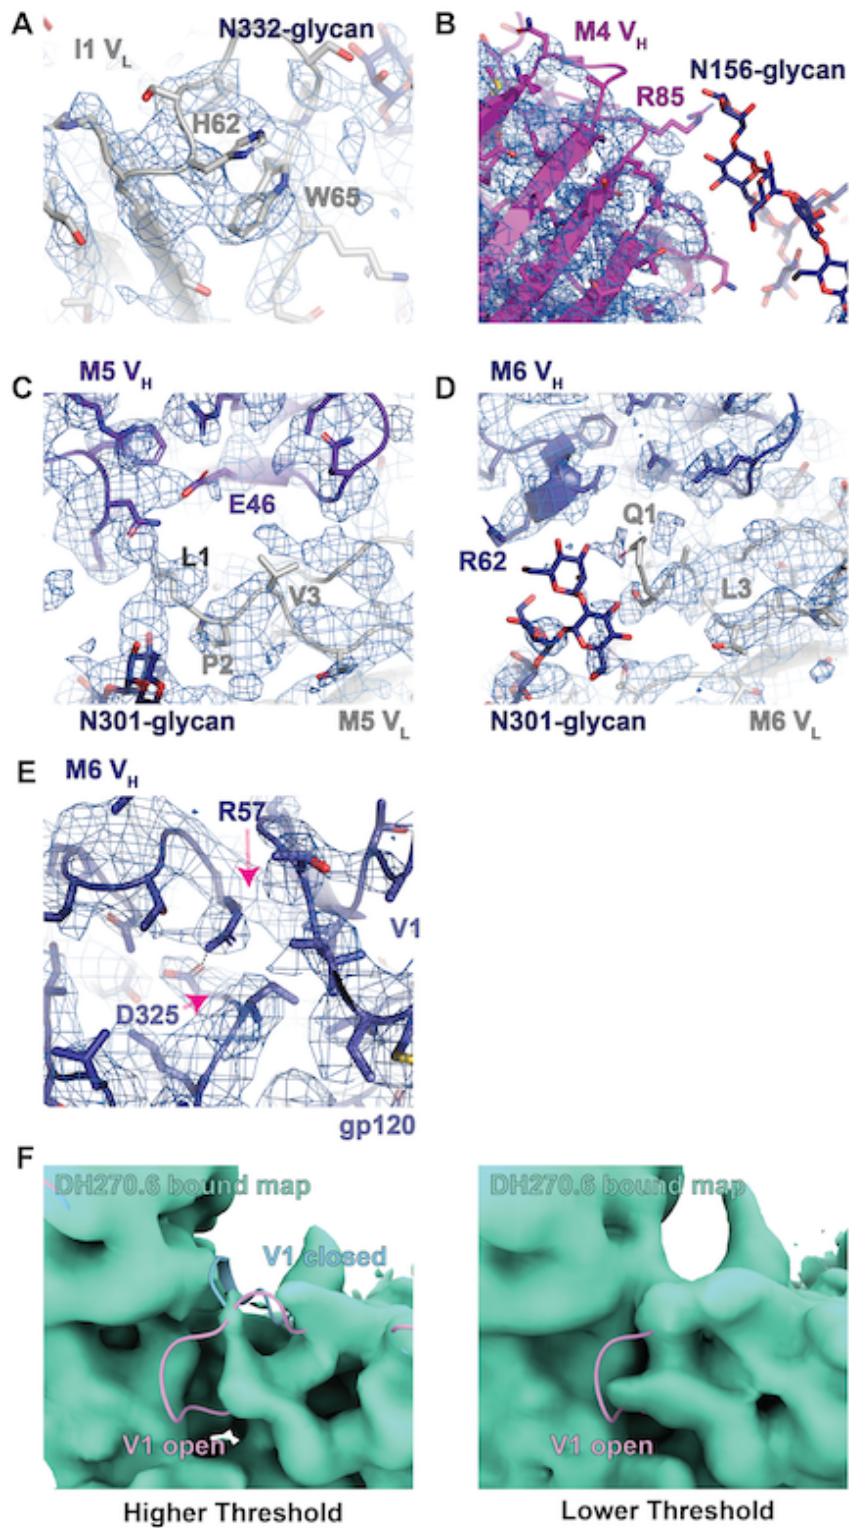 A
I1 VL
N332-glycan
H62
W65
B
M4 VH
N156-glycan
R85
C
M5 VH
E46
L1
V3
P2
N301-glycan
M5 VL
D
M6 VH
Q1
R62
L3
N301-glycan
M6 VL
E
M6 VH
R57
V1
D325
gp120
F
DH270.6 bound map
V1 closed
V1 open
Higher Threshold
DH270.6 bound map
V1 open
Lower Threshold